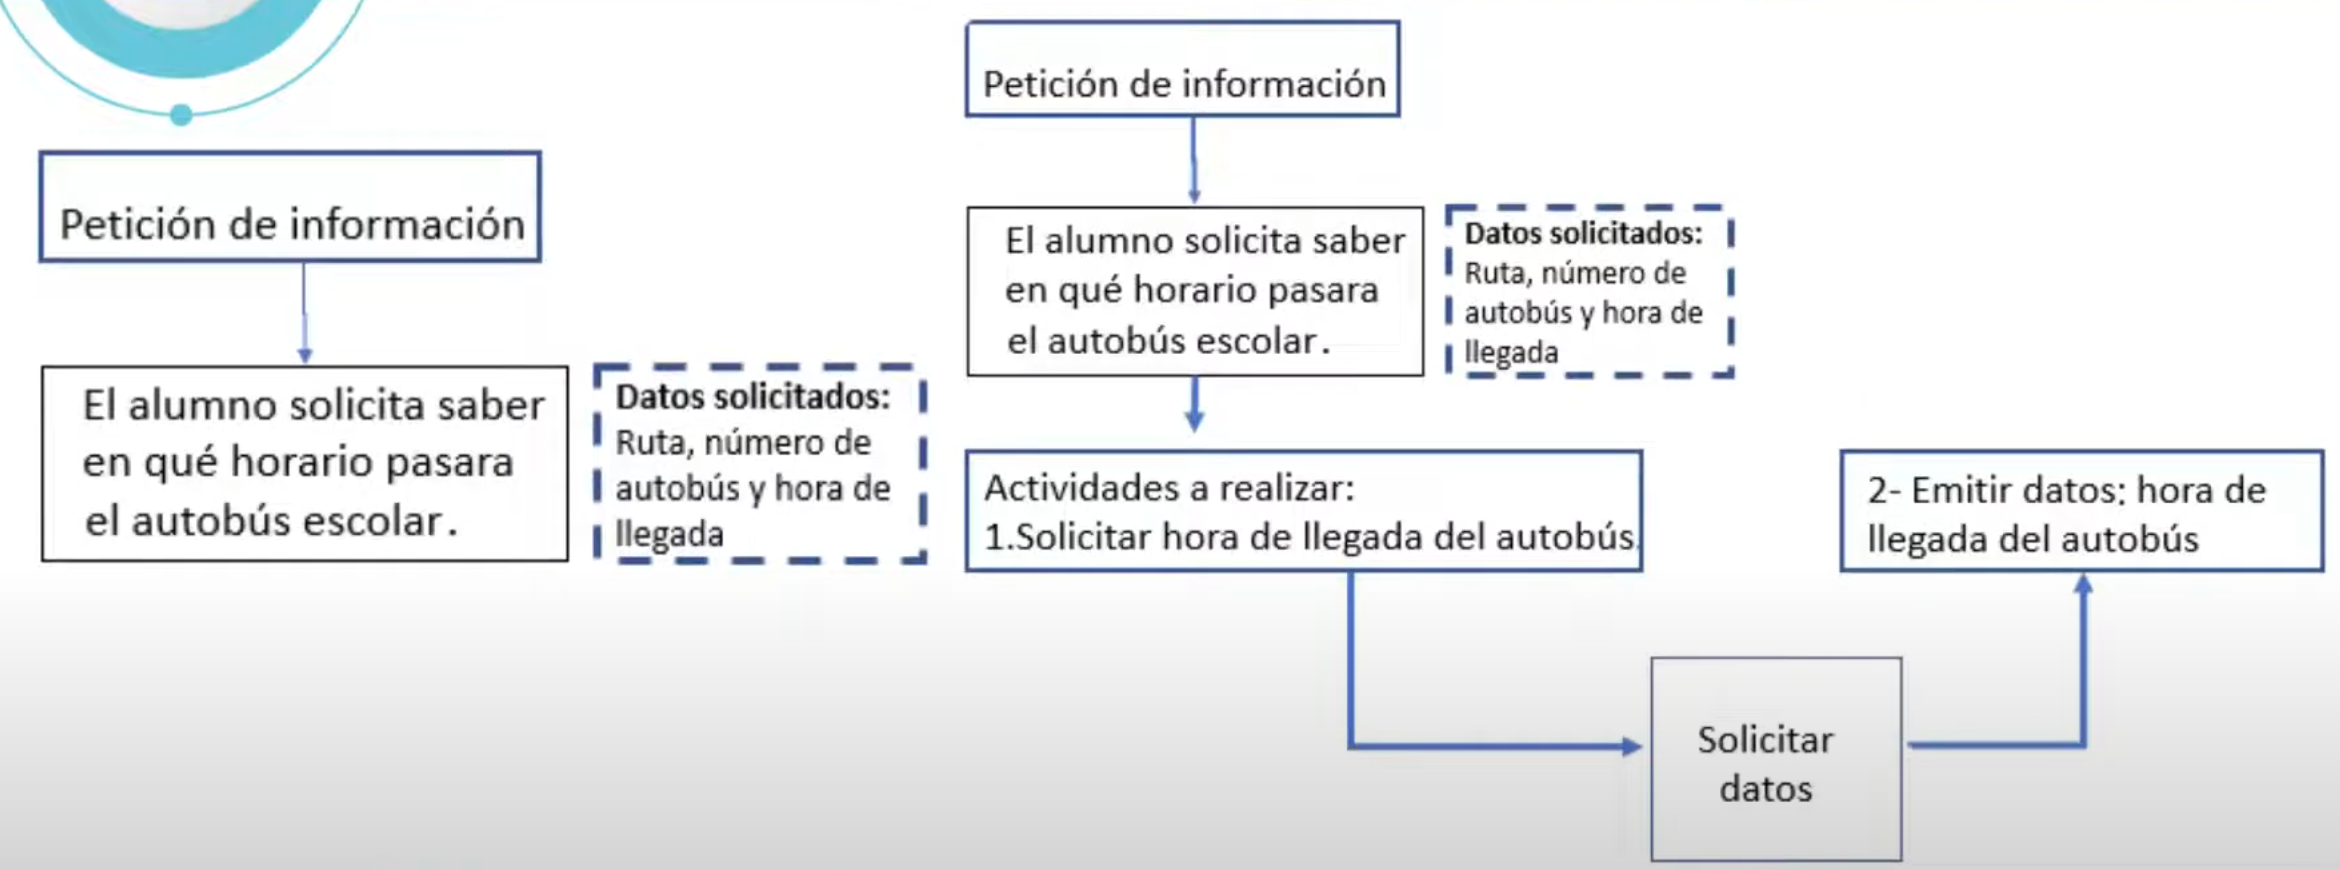 Petición de información
El alumno solicita saber
en qué horario pasara
el autobús escolar.
Datos solicitados:
Ruta, número de
autobús y hora de
llegada
Petición de información
El alumno solicita saber
en qué horario pasara
el autobús escolar.
Datos solicitados:
Ruta, número de
autobús y hora de
llegada
Actividades a realizar:
1.Solicitar hora de llegada del autobús.
Solicitar
datos
2- Emitir datos: hora de
llegada del autobús